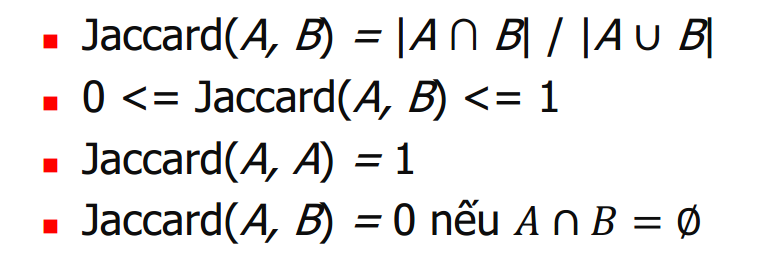 ▪ Jaccard(A, B) = |A ∩ B| / |A ∪ B|
▪ 0 <= Jaccard(A, B) <= 1
▪ Jaccard(A, A) = 1
▪ Jaccard(A, B) = 0 nếu A ∩ B = ∅